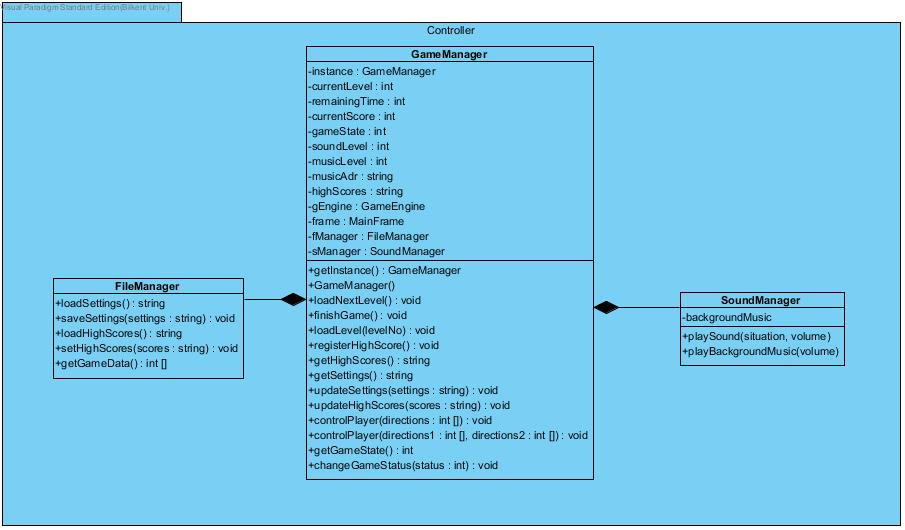 Visual Paradigm Standard Edition(Bilkent Univ.)
Controller
GameManager
-instance : GameManager
-currentLevel : int
-remainingTime : int
-currentScore : int
-gameState : int
-soundLevel : int
-musicLevel : int
-musicAdr : string
-highScores : string
-gEngine : GameEngine
-frame : MainFrame
-fManager : FileManager
-sManager : SoundManager
+getInstance() : GameManager
+GameManager()
+loadNextLevel() : void
+finishGame() : void
+loadLevel(levelNo) : void
+registerHighScore() : void
+getHighScores() : string
+getSettings() : string
+updateSettings(settings : string) : void
+updateHighScores(scores : string) : void
+controlPlayer(directions : int []) : void
+controlPlayer(directions1 : int [], directions2 : int []) : void
+getGameState() : int
+changeGameStatus(status : int) : void
FileManager
+loadSettings() : string
+saveSettings(settings : string) : void
+loadHighScores() : string
+setHighScores(scores : string) : void
+getGameData() : int []
SoundManager
-backgroundMusic
+playSound(situation, volume)
+playBackgroundMusic(volume)